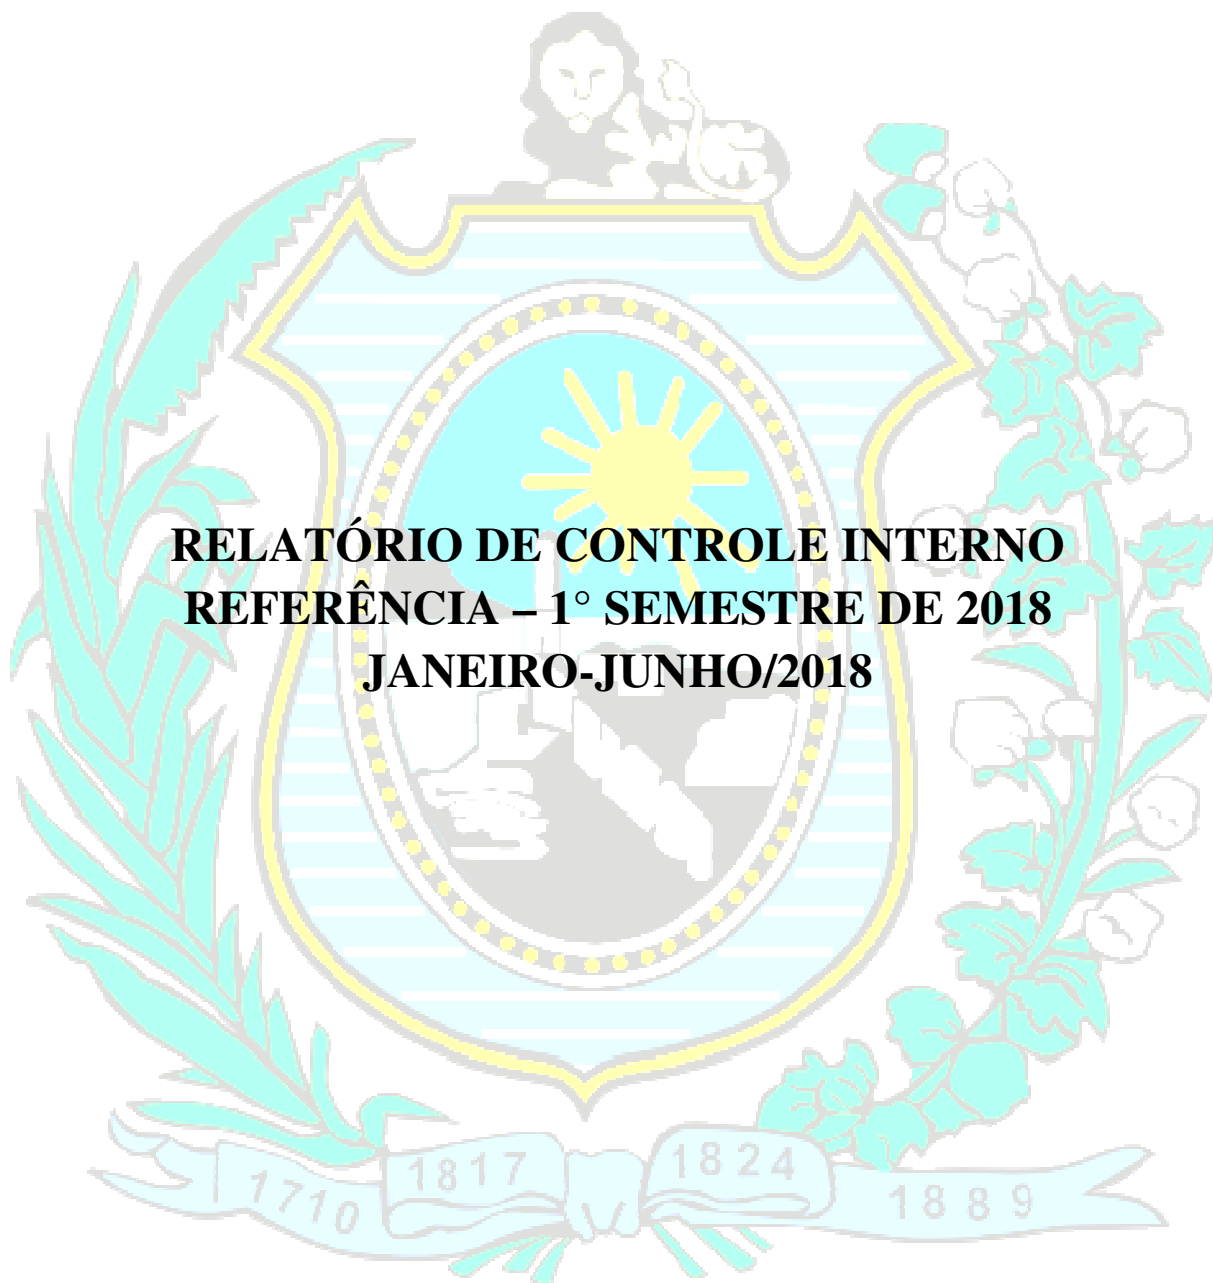 RELATÓRIO DE CONTROLE INTERNO
REFERÊNCIA – 1° SEMESTRE DE 2018
JANEIRO-JUNHO/2018
1710 1817 1824 1889